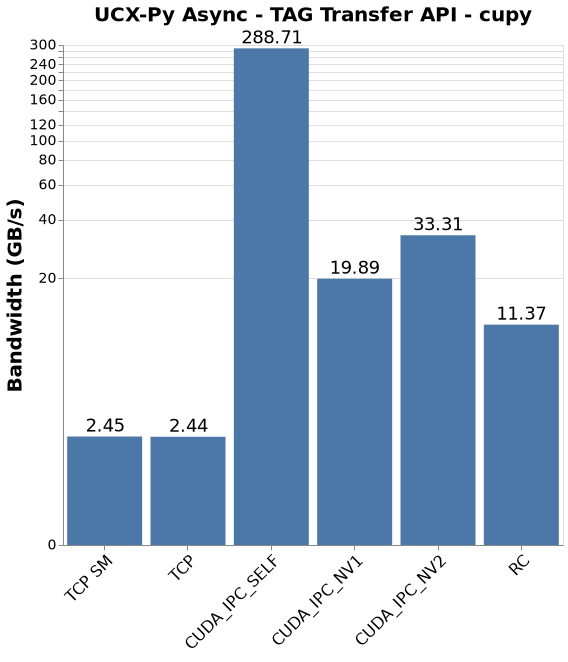 UCX-Py Async - TAG Transfer API - cupy
300
240
200
160
120
100
80
60
40
20
0
Bandwidth (GB/s)
2.45
2.44
288.71
19.89
33.31
11.37
TCP SM
TCP
CUDA_IPC_SELF
CUDA_IPC_NV1
CUDA_IPC_NV2
RC